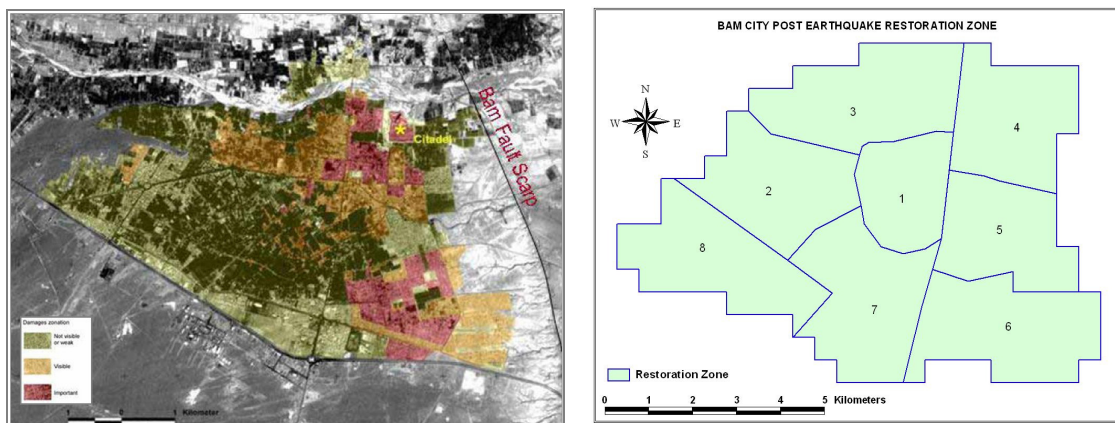 Bam Fault Scarp
Citadel
Damages zonation
Not visible
or weak
Visible
Important
1 0 1 Kilometer
BAM CITY POST EARTHQUAKE RESTORATION ZONE
N
W E
S
3
4
2
1
5
8
7
6
Restoration Zone
0 1 2 3 4 5 Kilometers